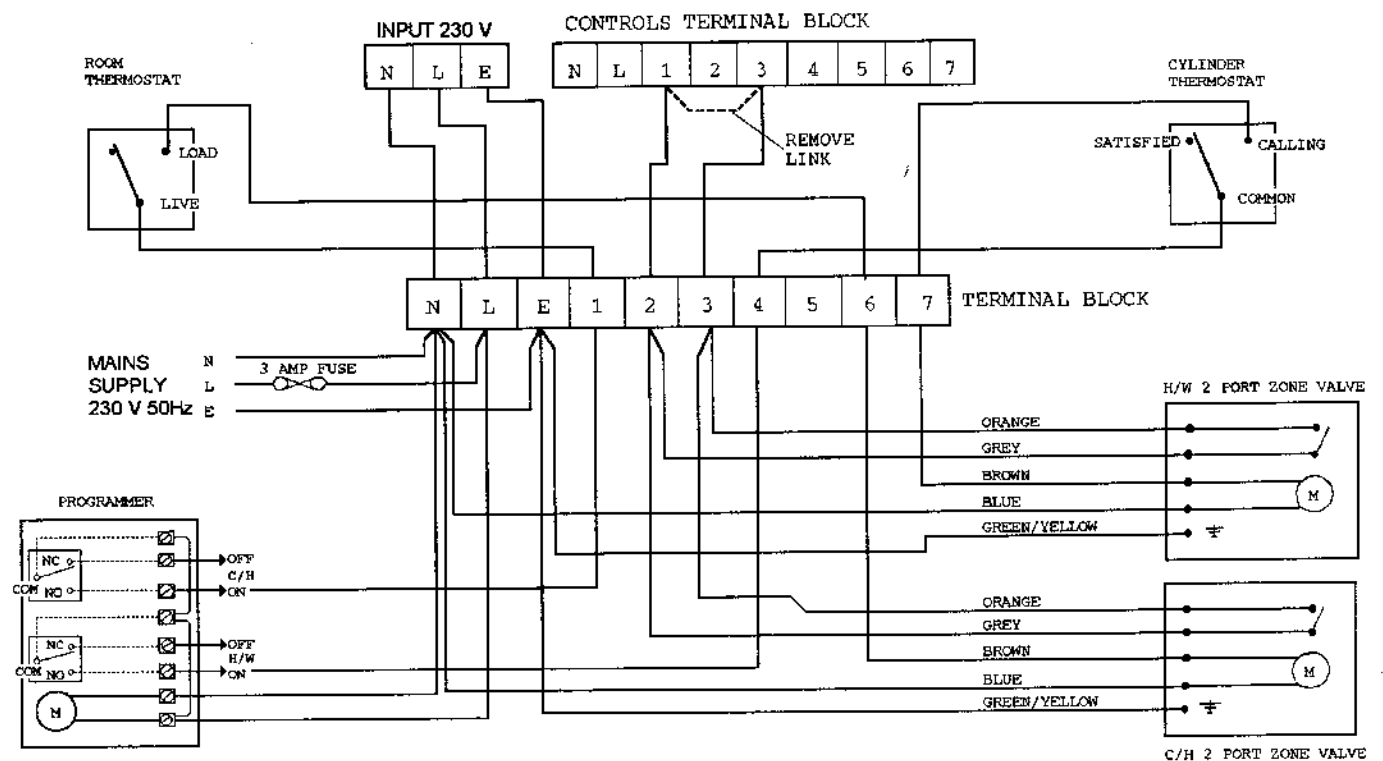 INPUT 230 V
CONTROLS TERMINAL BLOCK
N L E
N L 1 2 3 4 5 6 7
ROOM
THERMOSTAT
LOAD
LIVE
REMOVE
LINK
CYLINDER
THERMOSTAT
SATISFIED
CALLING
COMMON
N L E 1 2 3 4 5 6 7
TERMINAL BLOCK
MAINS
SUPPLY
230 V 50Hz
N
L
E
3 AMP FUSE
H/W 2 PORT ZONE VALVE
ORANGE
GREY
BROWN
BLUE
GREEN/YELLOW
M
PROGRAMMER
NC
COM
NO
OFF
C/H
ON
NC
COM
NO
OFF
H/W
ON
M
ORANGE
GREY
BROWN
BLUE
GREEN/YELLOW
M
C/H 2 PORT ZONE VALVE